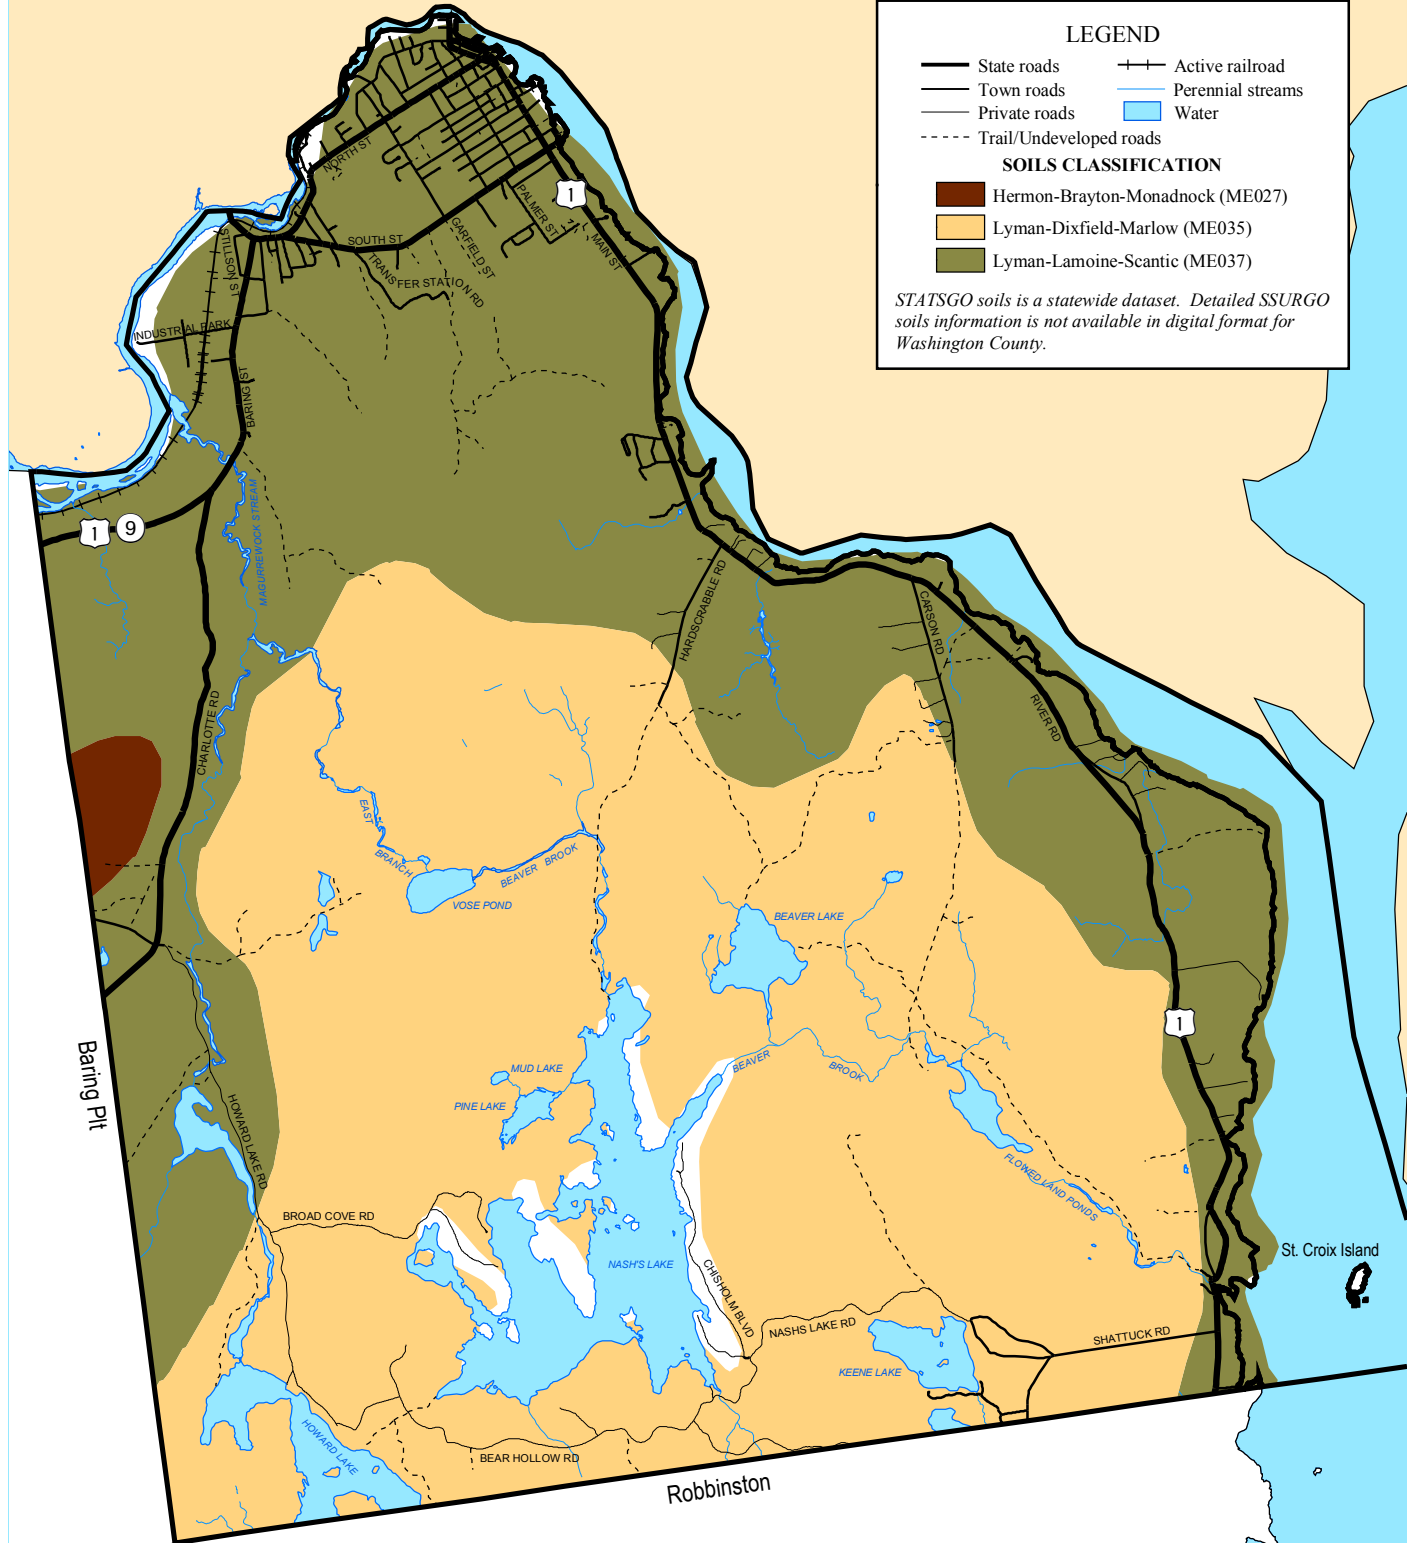 LEGEND
State roads
Active railroad
Town roads
Perennial streams
Private roads
Water
Trail/Undeveloped roads
SOILS CLASSIFICATION
Hermon-Brayton-Monadnock (ME027)
Lyman-Dixfield-Marlow (ME035)
Lyman-Lamoine-Scantic (ME037)
STATSGO soils is a statewide dataset.  Detailed SSURGO
soils information is not available in digital format for
Washington County.
NORTH ST
1
PALMER ST
MAIN ST
GARFIELD ST
SOUTH ST
TRANSFER STATION RD
STILLSON ST
INDUSTRIAL PARK
BARING ST
MAGURREWOCK STREAM
1
9
HARDSCRABBLE RD
CARSON RD
RIVER RD
CHARLOTTE RD
EAST
BRANCH
BEAVER BROOK
VOSE POND
BEAVER LAKE
1
Baring Plt
MUD LAKE
PINE LAKE
BEAVER
BROOK
HOWARD LAKE RD
FLOWED LAND PONDS
BROAD COVE RD
NASH'S LAKE
CHISHOLM BLVD
St. Croix Island
NASHS LAKE RD
SHATTUCK RD
KEENE LAKE
HOWARD LAKE
BEAR HOLLOW RD
Robbinston